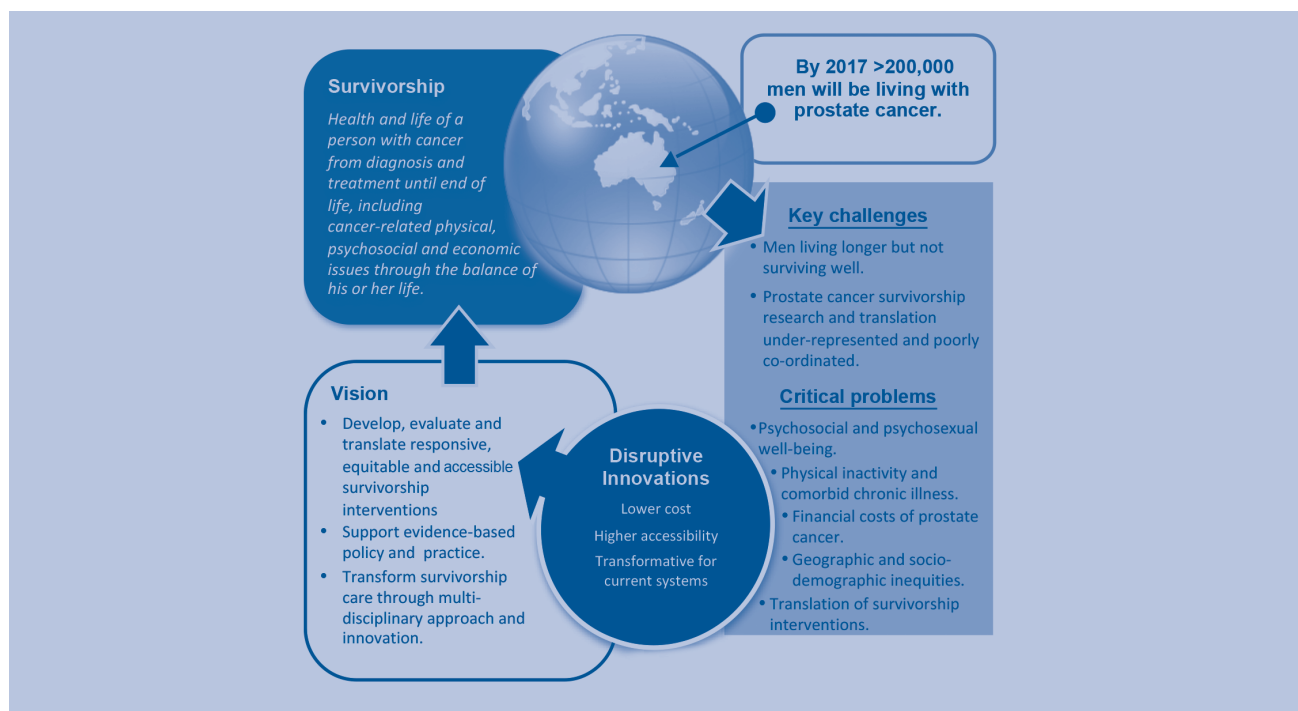 Survivorship
Health and life of a
person with cancer
from diagnosis and
treatment until end of
life, including
cancer-related physical,
psychosocial and economic
issues through the balance of
his or her life.
By 2017 >200,000
men will be living with
prostate cancer.
Key challenges
• Men living longer but not
surviving well.
• Prostate cancer survivorship
research and translation
under-represented and poorly
co-ordinated.
Critical problems
• Psychosocial and psychosexual
well-being.
• Physical inactivity and
comorbid chronic illness.
• Financial costs of prostate
cancer.
• Geographic and socio-
demographic inequities.
• Translation of survivorship
interventions.
Disruptive
Innovations
Lower cost
Higher accessibility
Transformative for
current systems
Vision
• Develop, evaluate and
translate responsive,
equitable and accessible
survivorship
interventions
• Support evidence-based
policy and practice.
• Transform survivorship
care through multi-
disciplinary approach and
innovation.